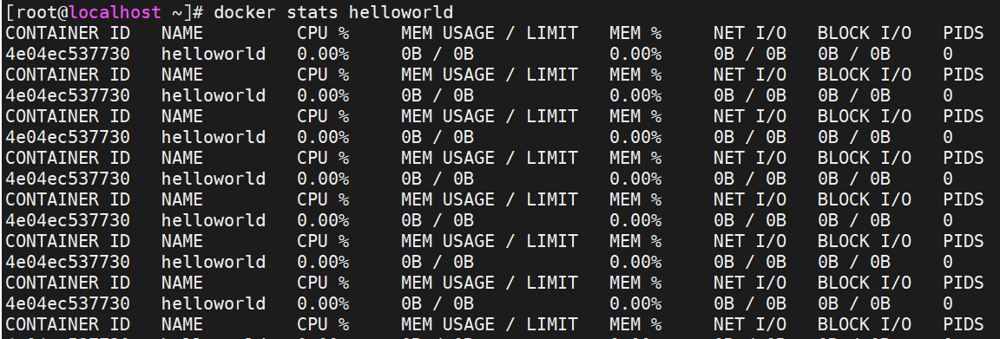 [root@localhost ~]# docker stats helloworld
CONTAINER ID NAME CPU % MEM USAGE / LIMIT MEM % NET I/O BLOCK I/O PIDS
4e04ec537730 helloworld 0.00% 0B / 0B 0.00% 0B / 0B 0B / 0B 0
CONTAINER ID NAME CPU % MEM USAGE / LIMIT MEM % NET I/O BLOCK I/O PIDS
4e04ec537730 helloworld 0.00% 0B / 0B 0.00% 0B / 0B 0B / 0B 0
CONTAINER ID NAME CPU % MEM USAGE / LIMIT MEM % NET I/O BLOCK I/O PIDS
4e04ec537730 helloworld 0.00% 0B / 0B 0.00% 0B / 0B 0B / 0B 0
CONTAINER ID NAME CPU % MEM USAGE / LIMIT MEM % NET I/O BLOCK I/O PIDS
4e04ec537730 helloworld 0.00% 0B / 0B 0.00% 0B / 0B 0B / 0B 0
CONTAINER ID NAME CPU % MEM USAGE / LIMIT MEM % NET I/O BLOCK I/O PIDS
4e04ec537730 helloworld 0.00% 0B / 0B 0.00% 0B / 0B 0B / 0B 0
CONTAINER ID NAME CPU % MEM USAGE / LIMIT MEM % NET I/O BLOCK I/O PIDS
4e04ec537730 helloworld 0.00% 0B / 0B 0.00% 0B / 0B 0B / 0B 0
CONTAINER ID NAME CPU % MEM USAGE / LIMIT MEM % NET I/O BLOCK I/O PIDS
4e04ec537730 helloworld 0.00% 0B / 0B 0.00% 0B / 0B 0B / 0B 0
CONTAINER ID NAME CPU % MEM USAGE / LIMIT MEM % NET I/O BLOCK I/O PIDS